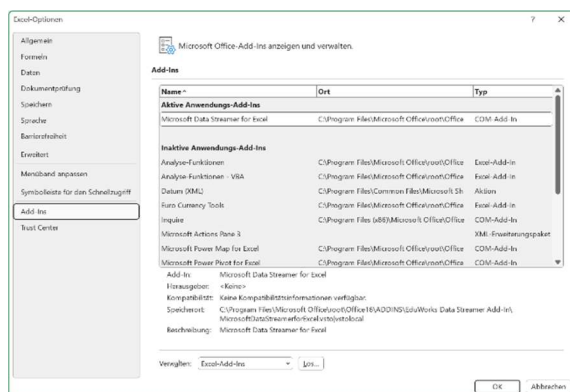 Excel-Optionen ? ×
Allgemein
Formeln
Daten
Dokumentprüfung
Speichern
Sprache
Barrierefreiheit
Erweitert
Menüband anpassen
Symbolleiste für den Schnellzugriff
Add-Ins
Trust Center
Microsoft Office-Add-Ins anzeigen und verwalten.
Add-Ins
Name Ort Typ
Aktive Anwendungs-Add-Ins
Microsoft Data Streamer for Excel C:\Program Files\Microsoft Office\root\Office COM-Add-In
Inaktive Anwendungs-Add-Ins
Analyse-Funktionen C:\Program Files\Microsoft Office\root\Office Excel-Add-In
Analyse-Funktionen - VBA C:\Program Files\Microsoft Office\root\Office Excel-Add-In
Datum (XML) C:\Program Files\Common Files\Microsoft Sh Aktion
Euro Currency Tools C:\Program Files\Microsoft Office\root\Office Excel-Add-In
Inquire C:\Program Files (x86)\Microsoft Office\Office COM-Add-In
Microsoft Actions Pane 3 XML-Erweiterungspaket
Microsoft Power Map for Excel C:\Program Files\Microsoft Office\root\Office COM-Add-In
Microsoft Power Pivot for Excel C:\Program Files\Microsoft Office\root\Office COM-Add-In
Add-In: Microsoft Data Streamer for Excel
Herausgeber: <Keine>
Kompatibilität: Keine Kompatibilitätsinformationen verfügbar.
Speicherort: C:\Program Files\Microsoft Office\root\Office16\ADDINS\EduWorks Data Streamer Add-In\
MicrosoftDataStreamerforExcel.vsto|vstolocal
Beschreibung: Microsoft Data Streamer for Excel
Verwalten: Excel-Add-Ins Los...
OK Abbrechen